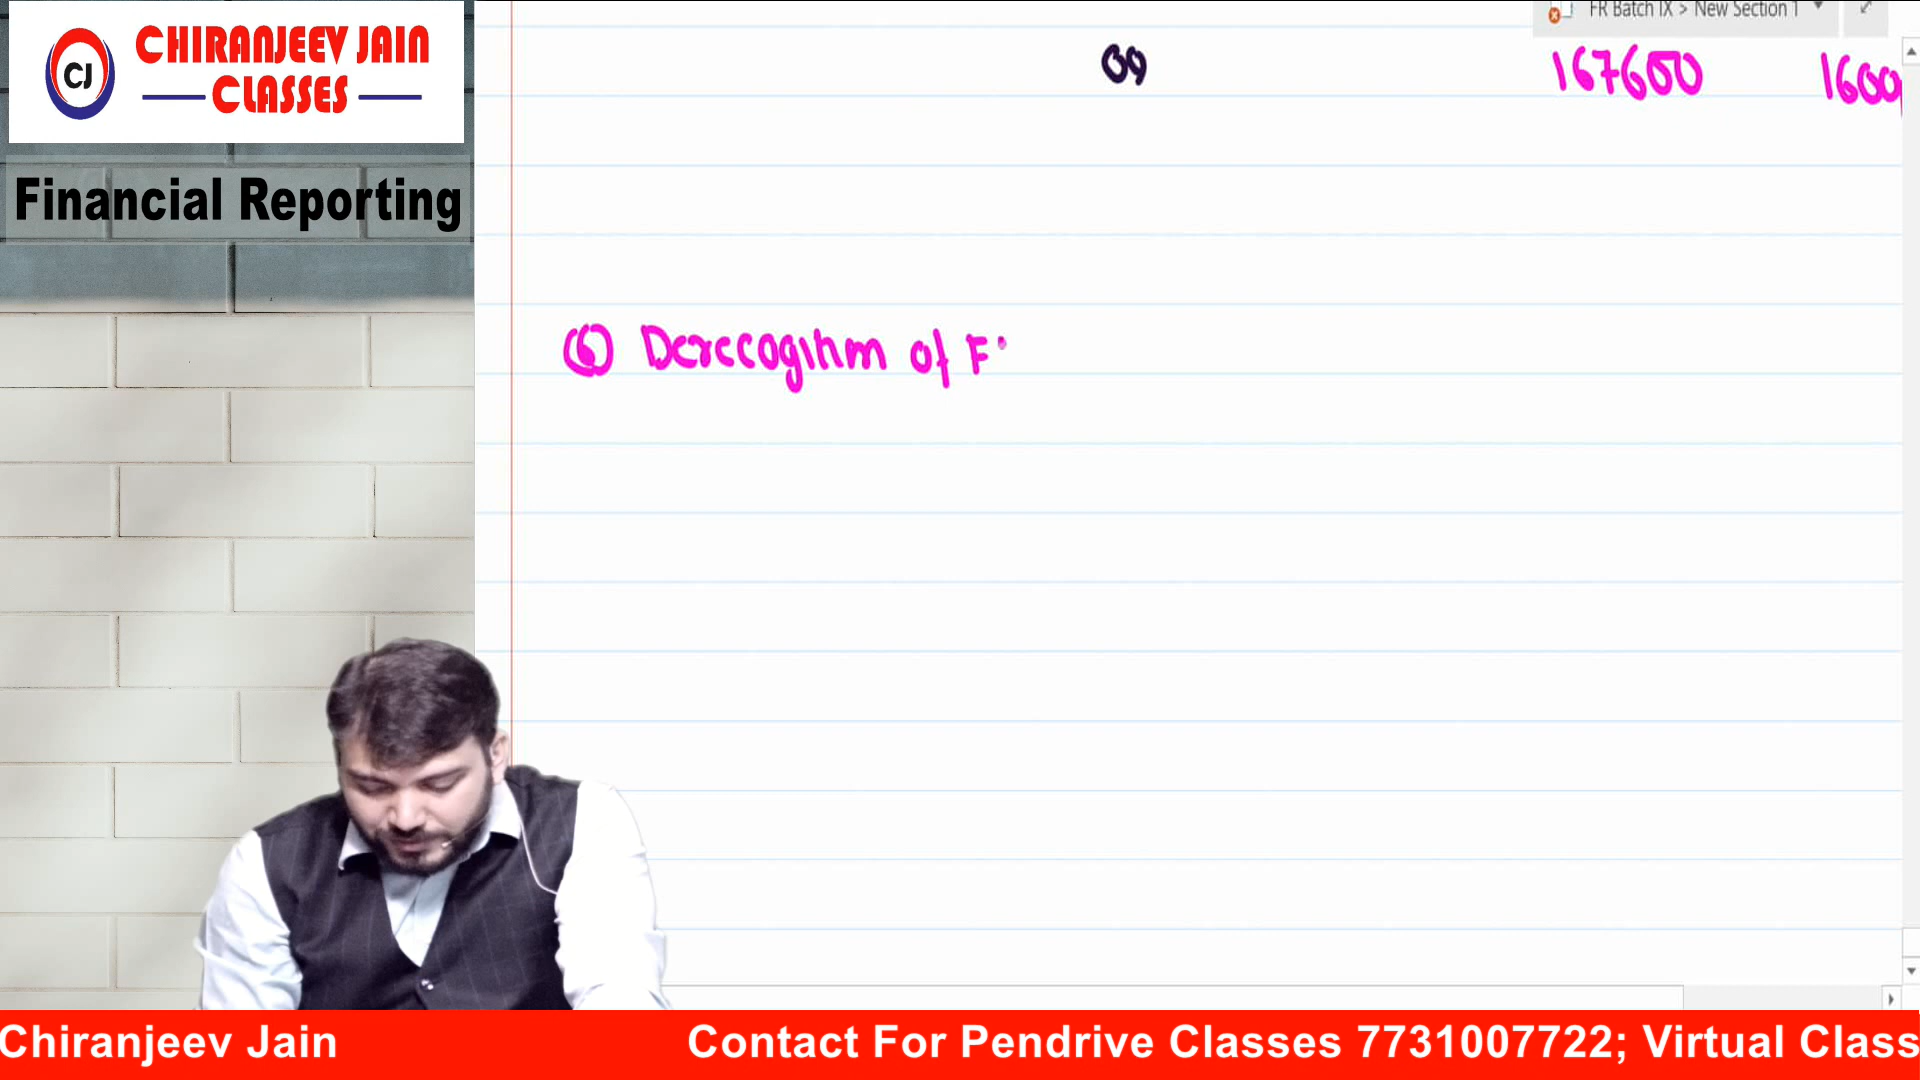 CHIRANJEEV JAIN
CJ
CLASSES
Financial Reporting
FR Batch IX > New Section 1
09
167600
1600
⑥ Derecognition of F
Chiranjeev Jain
Contact For Pendrive Classes 7731007722; Virtual Class